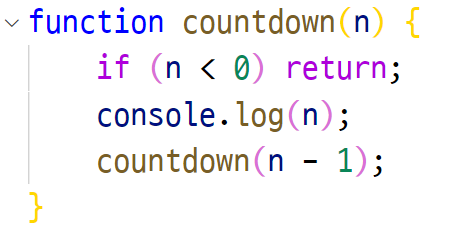 function countdown(n) {
    if (n < 0) return;
    console.log(n);
    countdown(n - 1);
}